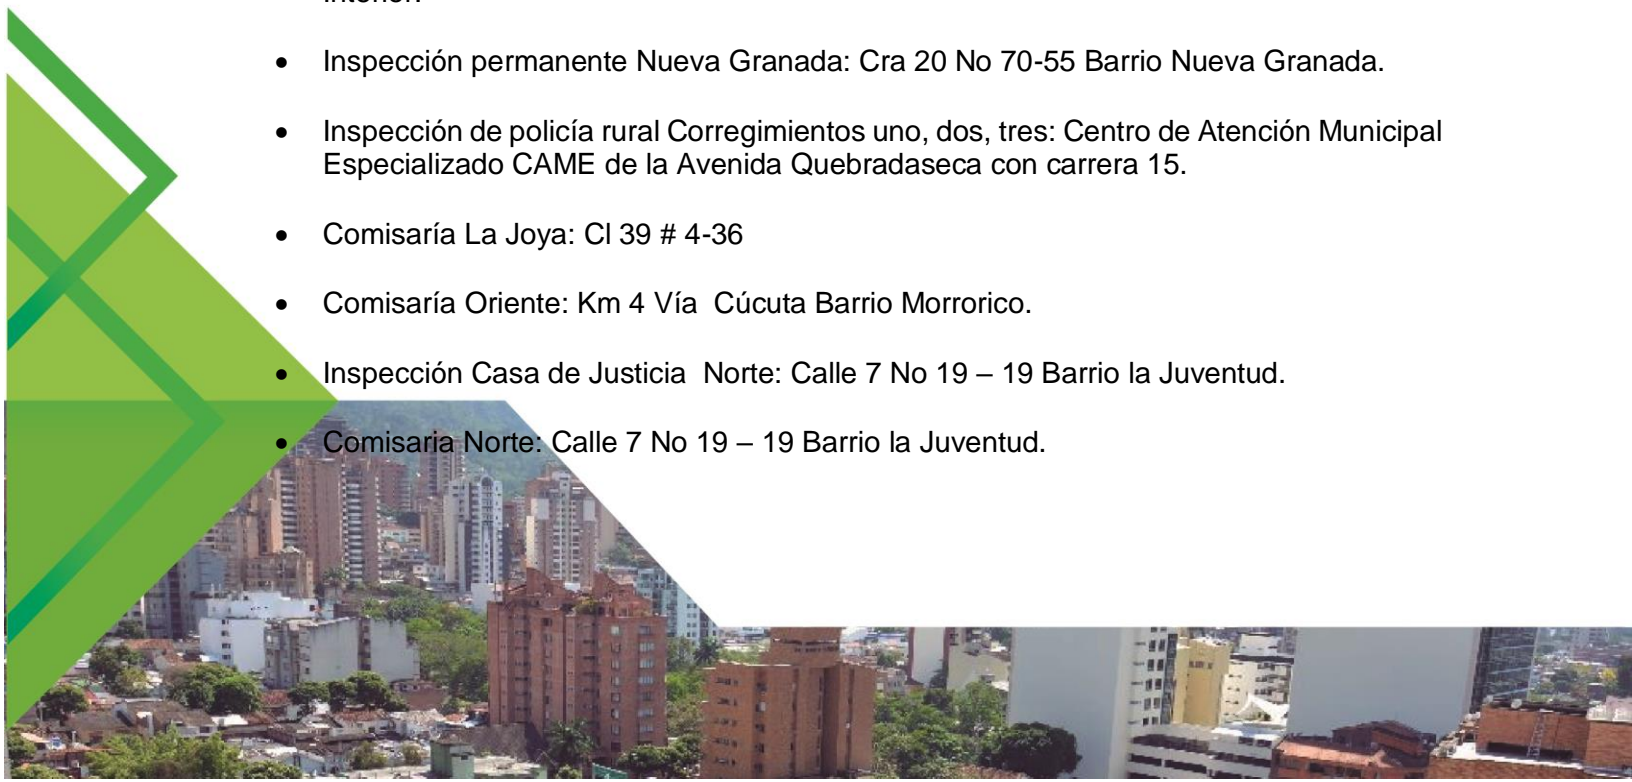 • Inspección permanente Nueva Granada: Cra 20 No 70-55 Barrio Nueva Granada.
• Inspección de policía rural Corregimientos uno, dos, tres: Centro de Atención Municipal
Especializado CAME de la Avenida Quebradaseca con carrera 15.
• Comisaría La Joya: Cl 39 # 4-36
• Comisaría Oriente: Km 4 Vía  Cúcuta Barrio Morrorico.
• Inspección Casa de Justicia  Norte: Calle 7 No 19 – 19 Barrio la Juventud.
• Comisaria Norte: Calle 7 No 19 – 19 Barrio la Juventud.